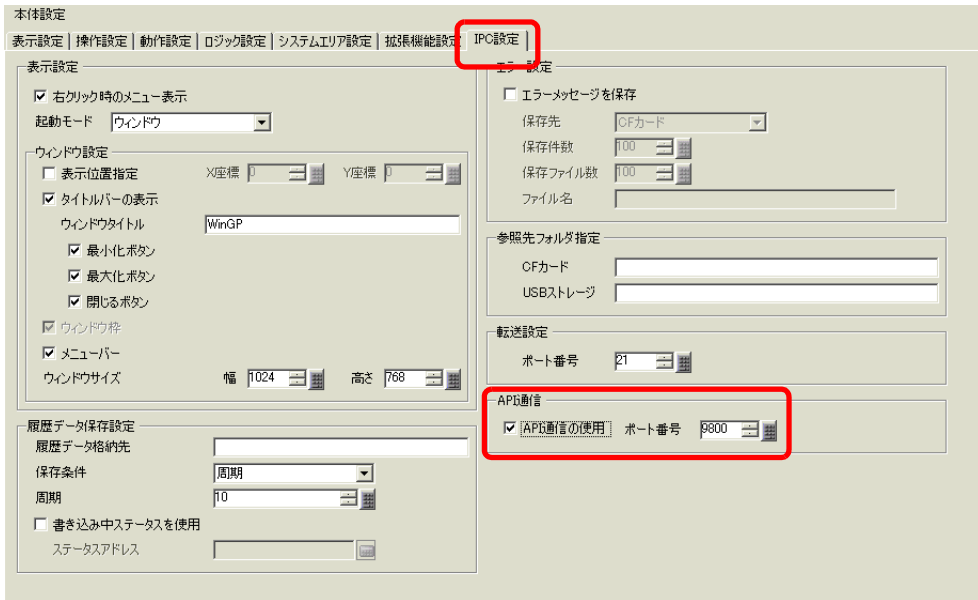 本体設定
表示設定 操作設定 動作設定 ロジック設定 システムエリア設定 拡張機能設定 IPC設定
表示設定
右クリック時のメニュー表示
起動モード ウィンドウ
ウィンドウ設定
表示位置指定 X座標 0 Y座標 0
タイトルバーの表示
ウィンドウタイトル WinGP
最小化ボタン
最大化ボタン
閉じるボタン
ウィンドウ枠
メニューバー
ウィンドウサイズ 幅 1024 高さ 768
履歴データ保存設定
履歴データ格納先
保存条件 周期
周期 10
書き込み中ステータスを使用
ステータスアドレス
エラー設定
エラーメッセージを保存
保存先 CFカード
保存件数 100
保存ファイル数 100
ファイル名
参照先フォルダ指定
CFカード
USBストレージ
転送設定
ポート番号 21
API通信
API通信の使用 ポート番号 9800